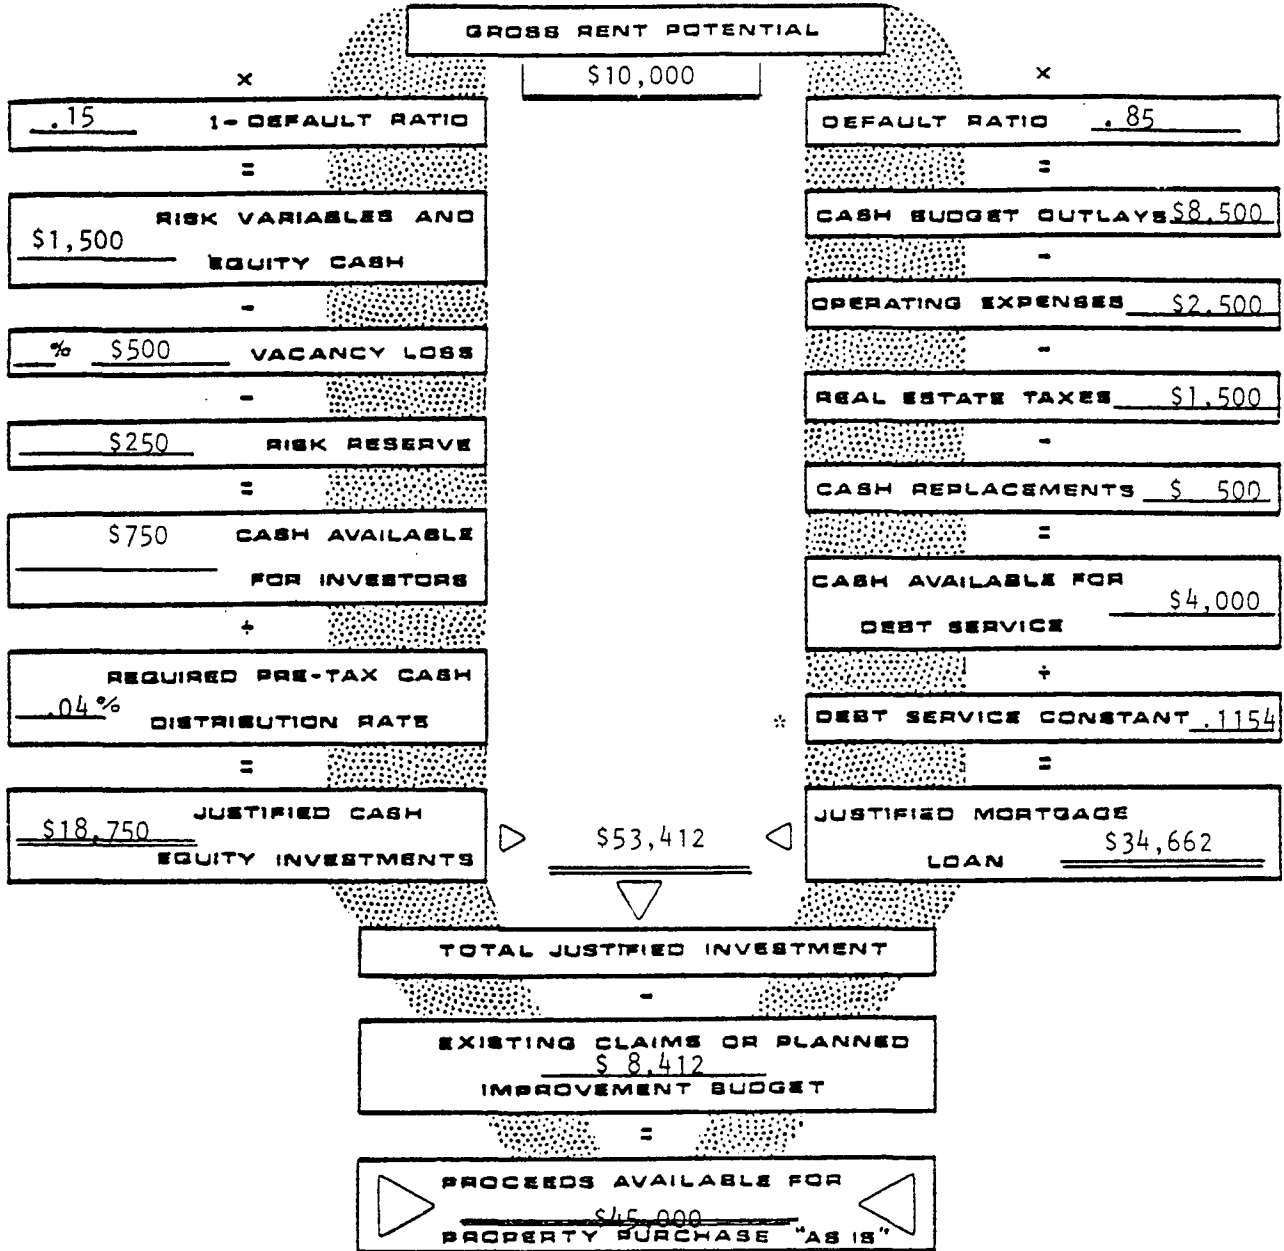 GROSS RENT POTENTIAL
$10,000
×
.15 1-DEFAULT RATIO
=
RISK VARIABLES AND
$1,500
EQUITY CASH
-
% $500 VACANCY LOSS
-
$250 RISK RESERVE
=
$750 CASH AVAILABLE
FOR INVESTORS
÷
REQUIRED PRE-TAX CASH
.04%
DISTRIBUTION RATE
=
JUSTIFIED CASH
$18,750
EQUITY INVESTMENTS
×
DEFAULT RATIO .85
=
CASH BUDGET OUTLAYS $8,500
-
OPERATING EXPENSES $2,500
-
REAL ESTATE TAXES $1,500
-
CASH REPLACEMENTS $ 500
=
CASH AVAILABLE FOR
$4,000
DEBT SERVICE
÷
* DEBT SERVICE CONSTANT .1154
=
JUSTIFIED MORTGAGE
LOAN $34,662
$53,412
TOTAL JUSTIFIED INVESTMENT
-
EXISTING CLAIMS OR PLANNED
$ 8,412
IMPROVEMENT BUDGET
=
PROCEEDS AVAILABLE FOR
$45,000
PROPERTY PURCHASE "AS IS"